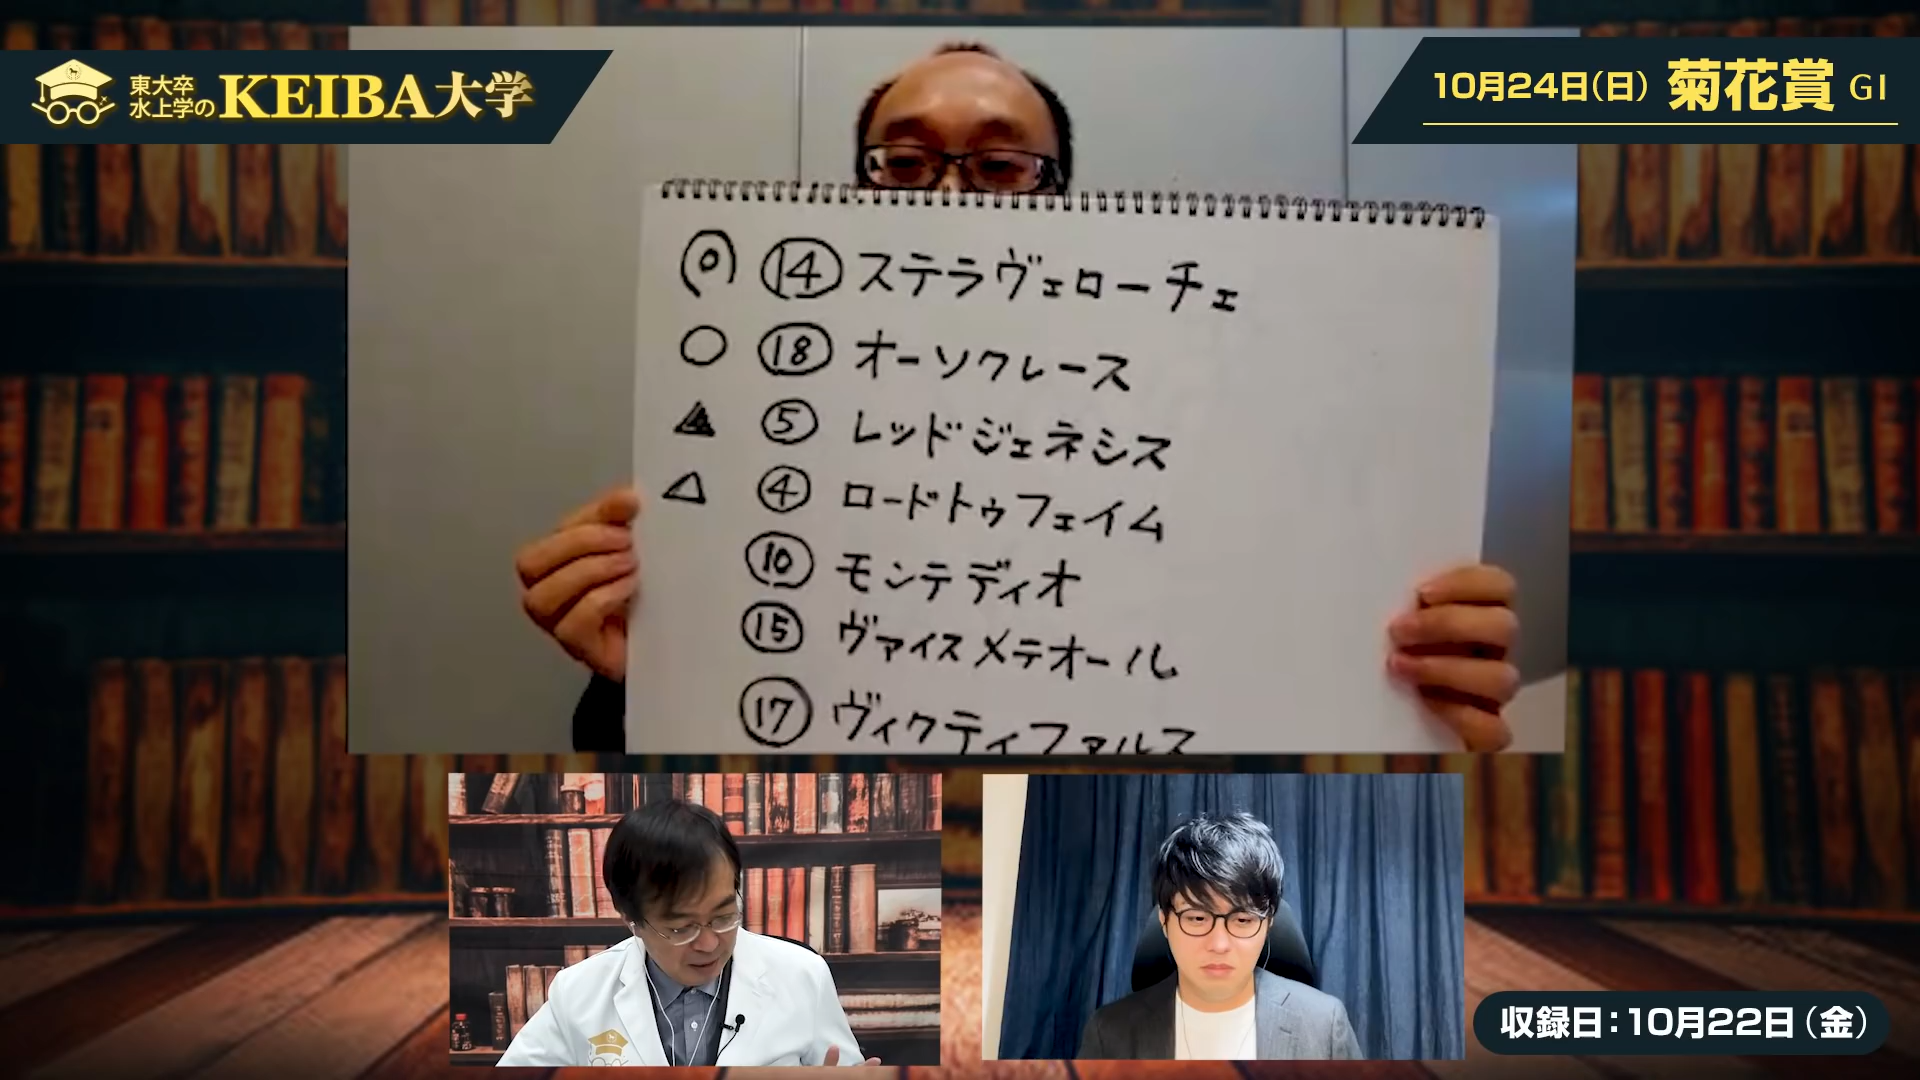 東大卒
水上学のKEIBA大学
10月24日(日) 菊花賞 GI
◎ ⑭ ステラヴェローチェ
○ ⑱ オーソクレース
▲ ⑤ レッドジェネシス
△ ④ ロードトゥフェイム
⑩ モンテディオ
⑮ ヴァイスメテオール
⑰ ヴィクティファルス
収録日:10月22日(金)